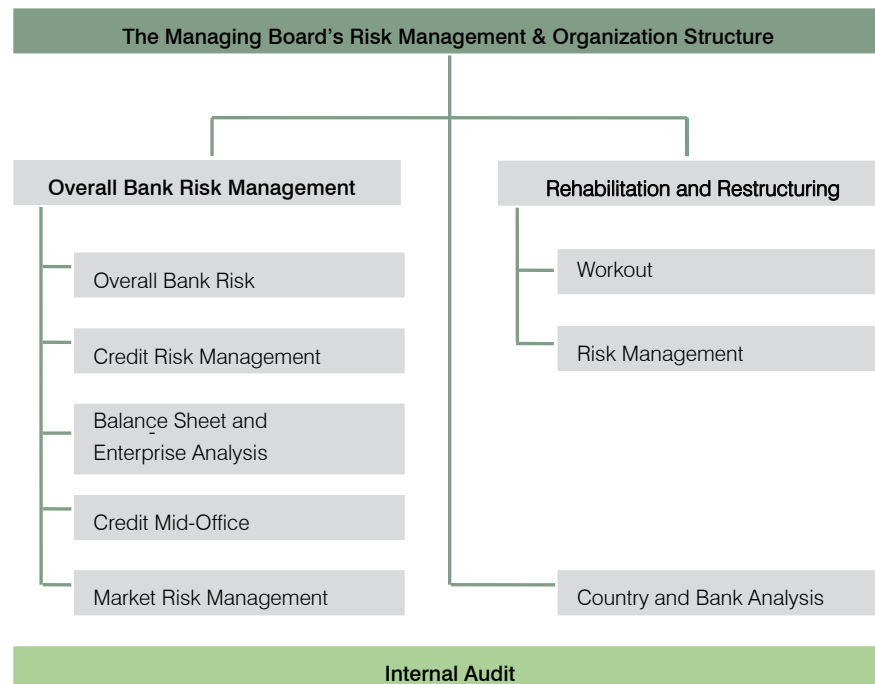 The Managing Board’s Risk Management & Organization Structure
Overall Bank Risk Management
Overall Bank Risk
Credit Risk Management
Balance Sheet and
Enterprise Analysis
Credit Mid-Office
Market Risk Management
Rehabilitation and Restructuring
Workout
Risk Management
Country and Bank Analysis
Internal Audit